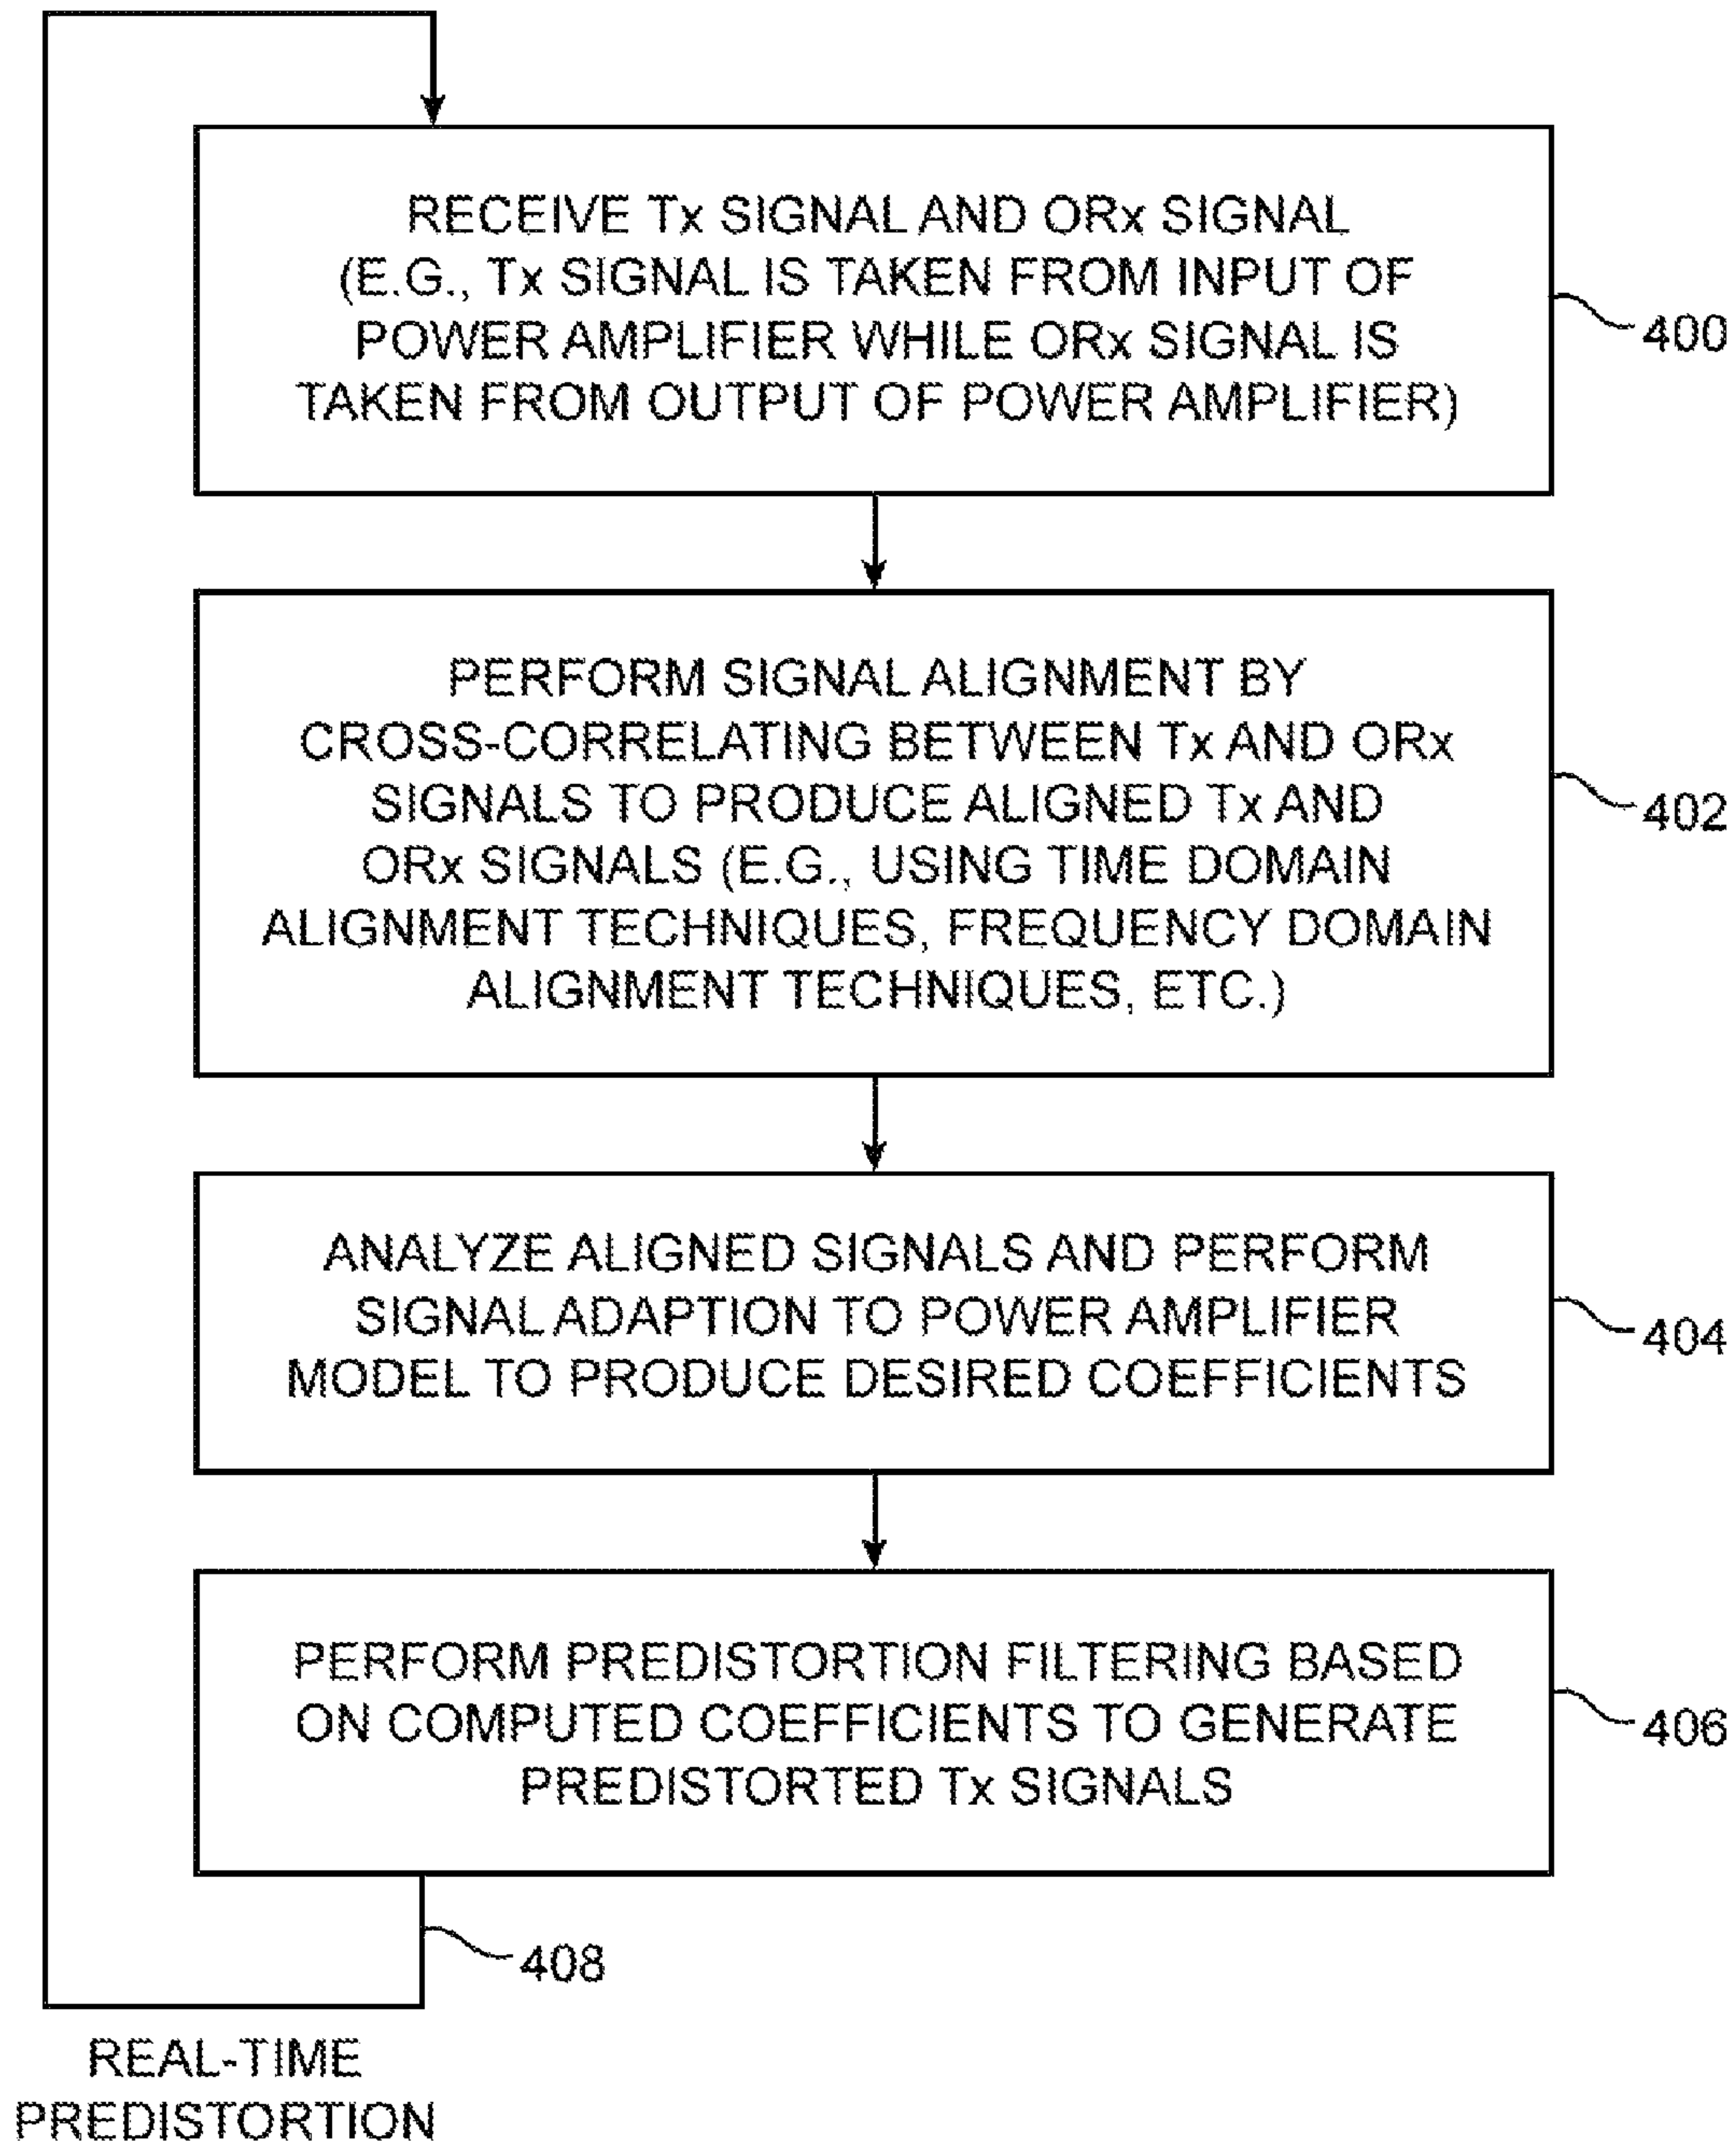 RECEIVE Tx SIGNAL AND ORx SIGNAL
(E.G., Tx SIGNAL IS TAKEN FROM INPUT OF
POWER AMPLIFIER WHILE ORx SIGNAL IS
TAKEN FROM OUTPUT OF POWER AMPLIFIER)
400
PERFORM SIGNAL ALIGNMENT BY
CROSS-CORRELATING BETWEEN Tx AND ORx
SIGNALS TO PRODUCE ALIGNED Tx AND
ORx SIGNALS (E.G., USING TIME DOMAIN
ALIGNMENT TECHNIQUES, FREQUENCY DOMAIN
ALIGNMENT TECHNIQUES, ETC.)
402
ANALYZE ALIGNED SIGNALS AND PERFORM
SIGNAL ADAPTION TO POWER AMPLIFIER
MODEL TO PRODUCE DESIRED COEFFICIENTS
404
PERFORM PREDISTORTION FILTERING BASED
ON COMPUTED COEFFICIENTS TO GENERATE
PREDISTORTED Tx SIGNALS
406
408
REAL-TIME
PREDISTORTION